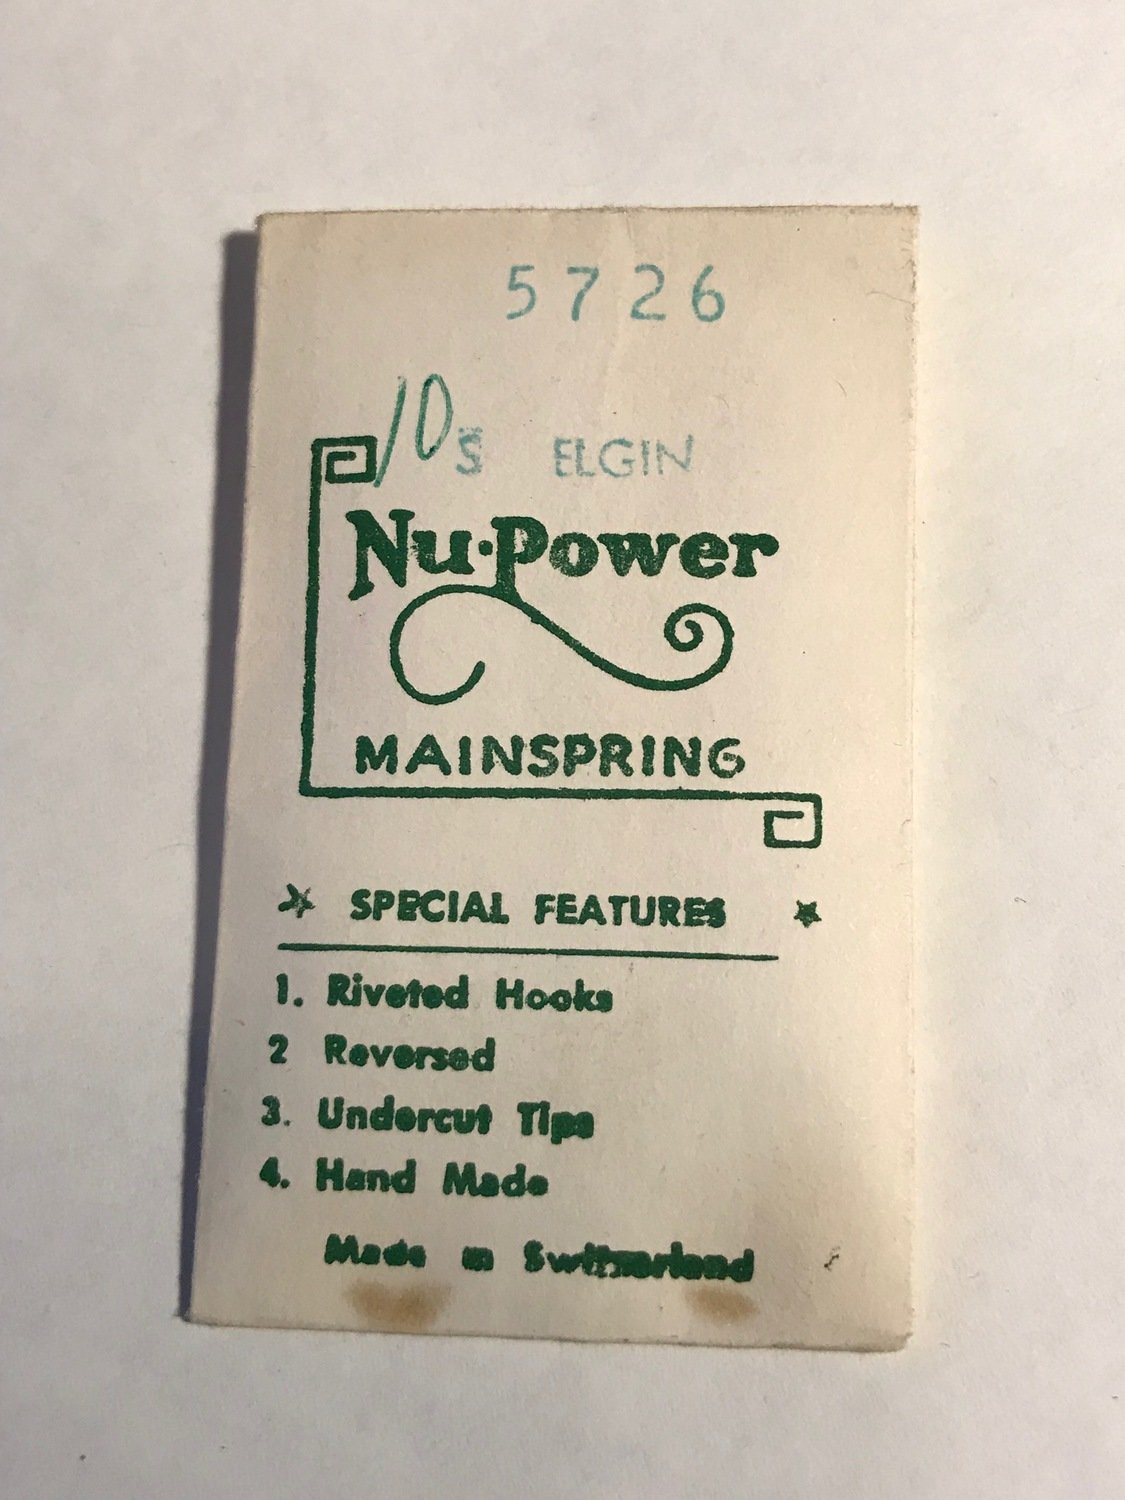 5726
10s ELGIN
Nu-Power
MAINSPRING
SPECIAL FEATURES
1. Riveted Hooks
2 Reversed
3. Undercut Tips
4. Hand Made
Made in Switzerland